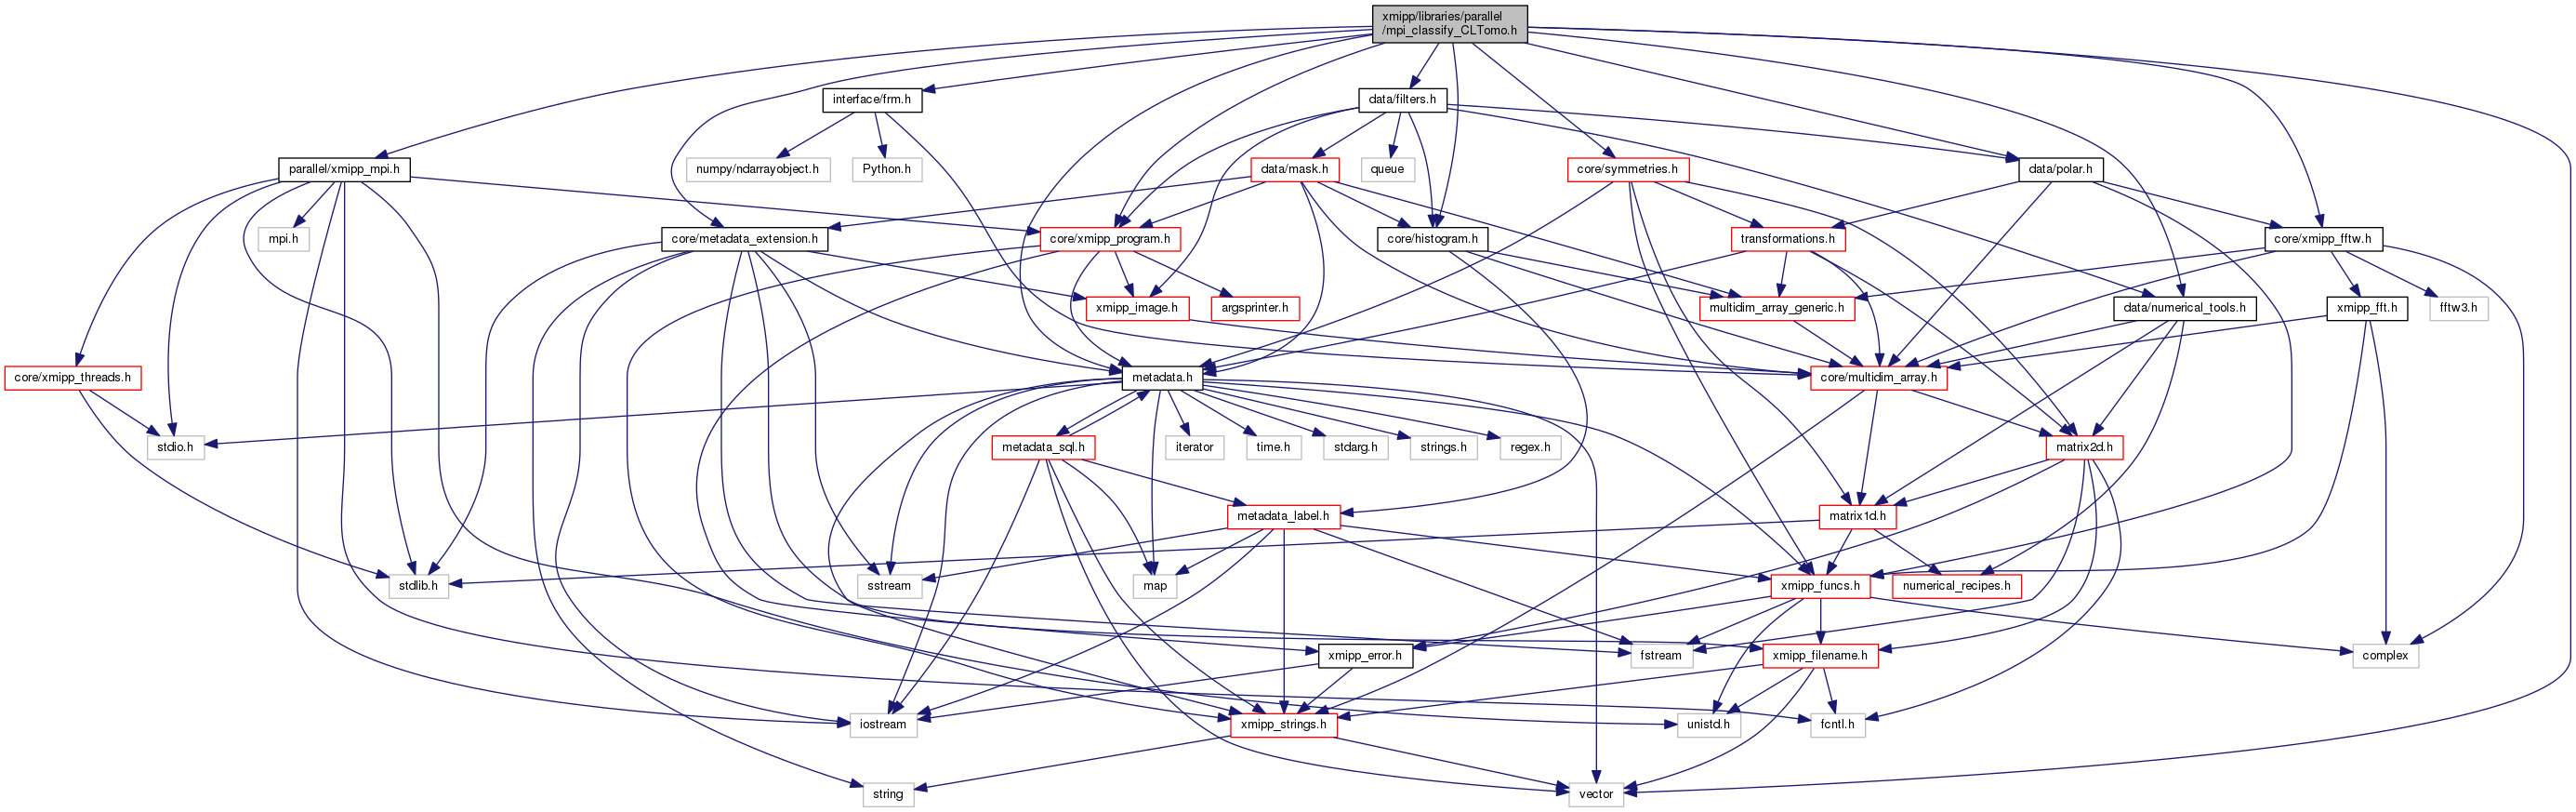 xmipp/libraries/parallel
/mpi_classify_CLTomo.h
interface/frm.h
data/filters.h
parallel/xmipp_mpi.h
numpy/ndarrayobject.h
Python.h
data/mask.h
queue
core/symmetries.h
data/polar.h
mpi.h
core/metadata_extension.h
core/xmipp_program.h
core/histogram.h
transformations.h
core/xmipp_fftw.h
xmipp_image.h
argsprinter.h
multidim_array_generic.h
data/numerical_tools.h
xmipp_fft.h
fftw3.h
core/xmipp_threads.h
metadata.h
core/multidim_array.h
stdio.h
metadata_sql.h
iterator
time.h
stdarg.h
strings.h
regex.h
matrix2d.h
metadata_label.h
matrix1d.h
stdlib.h
sstream
map
xmipp_funcs.h
numerical_recipes.h
xmipp_error.h
fstream
xmipp_filename.h
complex
iostream
xmipp_strings.h
unistd.h
fcntl.h
string
vector